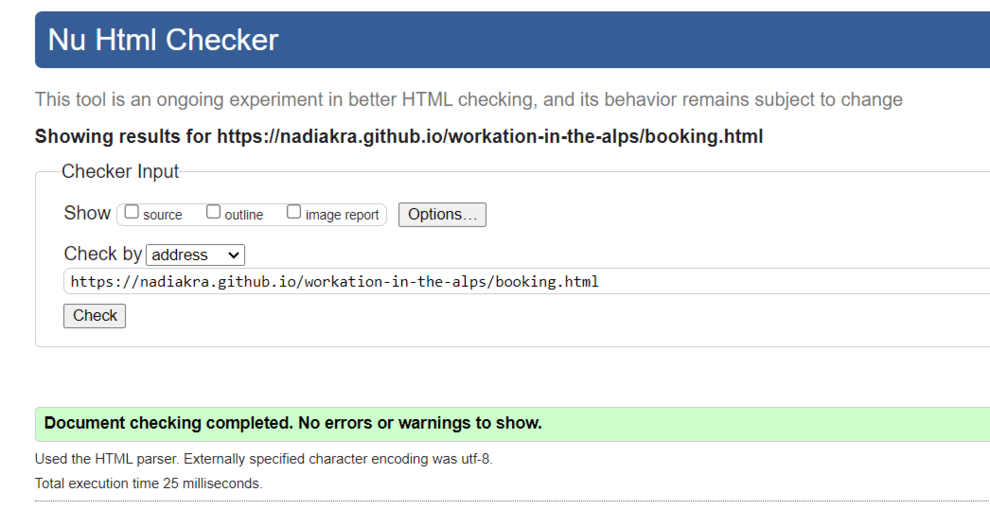 Nu Html Checker
This tool is an ongoing experiment in better HTML checking, and its behavior remains subject to change
Showing results for https://nadiakra.github.io/workation-in-the-alps/booking.html
Checker Input
Show source outline image report Options...
Check by address
https://nadiakra.github.io/workation-in-the-alps/booking.html
Check
Document checking completed. No errors or warnings to show.
Used the HTML parser. Externally specified character encoding was utf-8.
Total execution time 25 milliseconds.